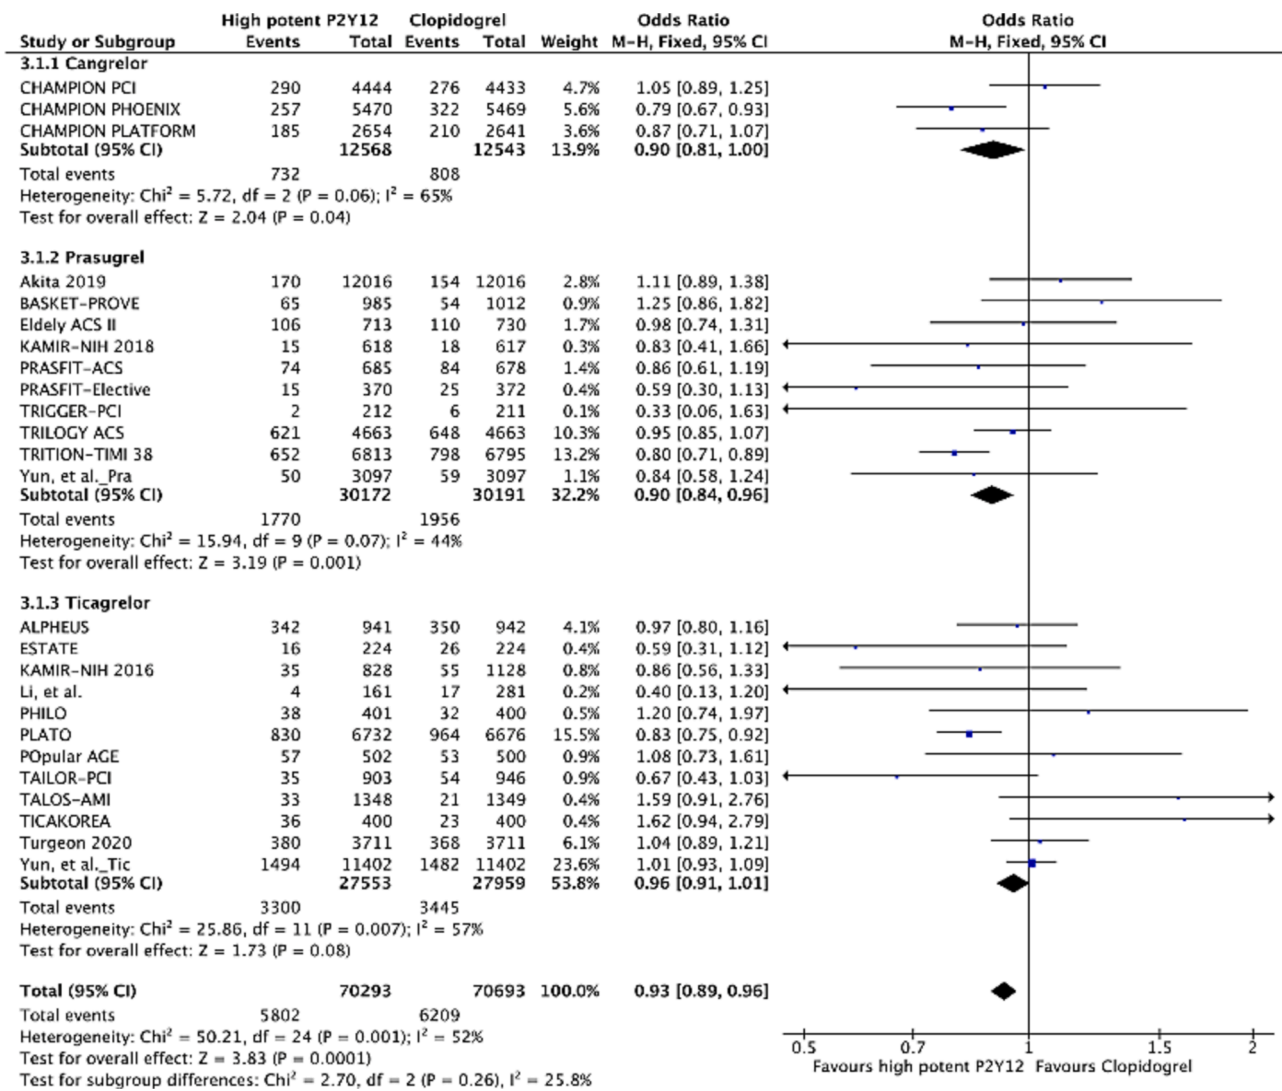 High potent P2Y12 Clopidogrel Odds Ratio Odds Ratio
Study or Subgroup Events Total Events Total Weight M-H, Fixed, 95% CI M-H, Fixed, 95% CI
3.1.1 Cangrelor
CHAMPION PCI 290 4444 276 4433 4.7% 1.05 [0.89, 1.25]
CHAMPION PHOENIX 257 5470 322 5469 5.6% 0.79 [0.67, 0.93]
CHAMPION PLATFORM 185 2654 210 2641 3.6% 0.87 [0.71, 1.07]
Subtotal (95% CI) 12568 12543 13.9% 0.90 [0.81, 1.00]
Total events 732 808
Heterogeneity: Chi² = 5.72, df = 2 (P = 0.06); I² = 65%
Test for overall effect: Z = 2.04 (P = 0.04)
3.1.2 Prasugrel
Akita 2019 170 12016 154 12016 2.8% 1.11 [0.89, 1.38]
BASKET-PROVE 65 985 54 1012 0.9% 1.25 [0.86, 1.82]
Eldely ACS II 106 713 110 730 1.7% 0.98 [0.74, 1.31]
KAMIR-NIH 2018 15 618 18 617 0.3% 0.83 [0.41, 1.66]
PRASFIT-ACS 74 685 84 678 1.4% 0.86 [0.61, 1.19]
PRASFIT-Elective 15 370 25 372 0.4% 0.59 [0.30, 1.13]
TRIGGER-PCI 2 212 6 211 0.1% 0.33 [0.06, 1.63]
TRILOGY ACS 621 4663 648 4663 10.3% 0.95 [0.85, 1.07]
TRITION-TIMI 38 652 6813 798 6795 13.2% 0.80 [0.71, 0.89]
Yun, et al._Pra 50 3097 59 3097 1.1% 0.84 [0.58, 1.24]
Subtotal (95% CI) 30172 30191 32.2% 0.90 [0.84, 0.96]
Total events 1770 1956
Heterogeneity: Chi² = 15.94, df = 9 (P = 0.07); I² = 44%
Test for overall effect: Z = 3.19 (P = 0.001)
3.1.3 Ticagrelor
ALPHEUS 342 941 350 942 4.1% 0.97 [0.80, 1.16]
ESTATE 16 224 26 224 0.4% 0.59 [0.31, 1.12]
KAMIR-NIH 2016 35 828 55 1128 0.8% 0.86 [0.56, 1.33]
Li, et al. 4 161 17 281 0.2% 0.40 [0.13, 1.20]
PHILO 38 401 32 400 0.5% 1.20 [0.74, 1.97]
PLATO 830 6732 964 6676 15.5% 0.83 [0.75, 0.92]
POpular AGE 57 502 53 500 0.9% 1.08 [0.73, 1.61]
TAILOR-PCI 35 903 54 946 0.9% 0.67 [0.43, 1.03]
TALOS-AMI 33 1348 21 1349 0.4% 1.59 [0.91, 2.76]
TICAKOREA 36 400 23 400 0.4% 1.62 [0.94, 2.79]
Turgeon 2020 380 3711 368 3711 6.1% 1.04 [0.89, 1.21]
Yun, et al._Tic 1494 11402 1482 11402 23.6% 1.01 [0.93, 1.09]
Subtotal (95% CI) 27553 27959 53.8% 0.96 [0.91, 1.01]
Total events 3300 3445
Heterogeneity: Chi² = 25.86, df = 11 (P = 0.007); I² = 57%
Test for overall effect: Z = 1.73 (P = 0.08)
Total (95% CI) 70293 70693 100.0% 0.93 [0.89, 0.96]
Total events 5802 6209
Heterogeneity: Chi² = 50.21, df = 24 (P = 0.001); I² = 52%
Test for overall effect: Z = 3.83 (P = 0.0001)
Test for subgroup differences: Chi² = 2.70, df = 2 (P = 0.26), I² = 25.8%
0.5 0.7 1 1.5 2
Favours high potent P2Y12 Favours Clopidogrel